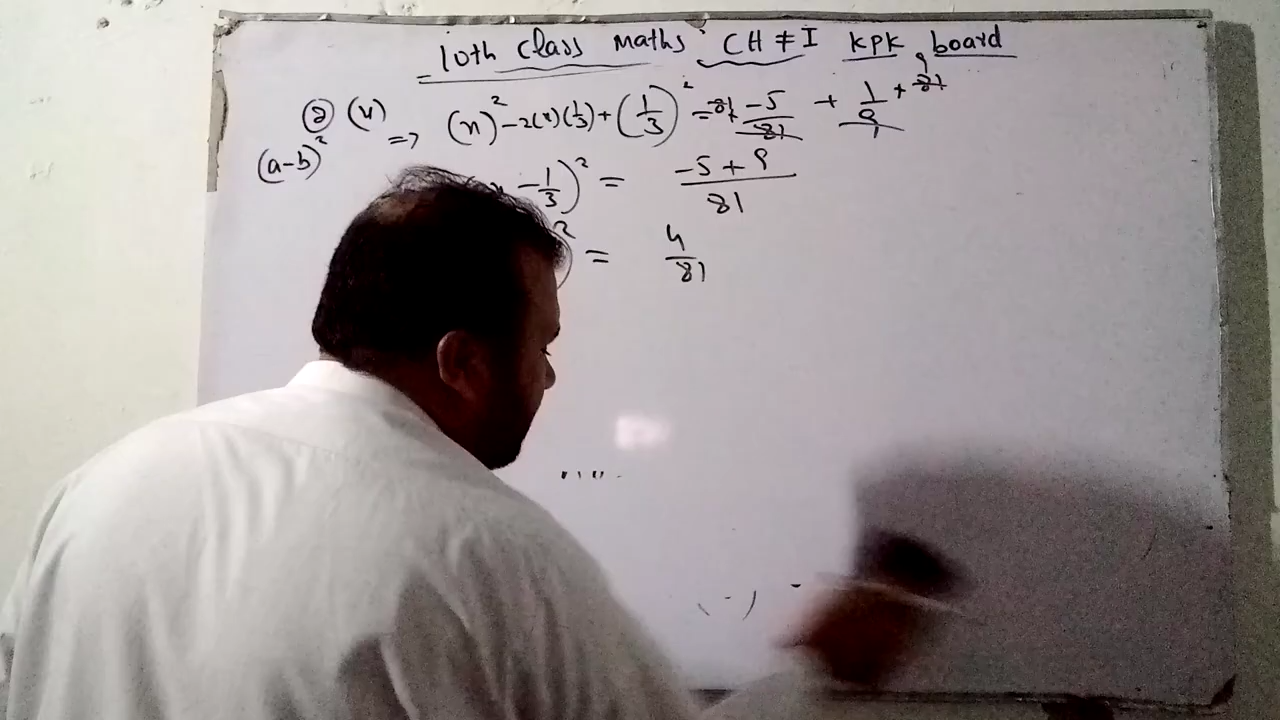 10th class maths CH # I KPK board
② (v) => (x)² - 2(x)(1/3) + (1/3)² = -5/81 + 1/9
(a-b)²
- 1/3)² = -5+9/81
)² = 4/81